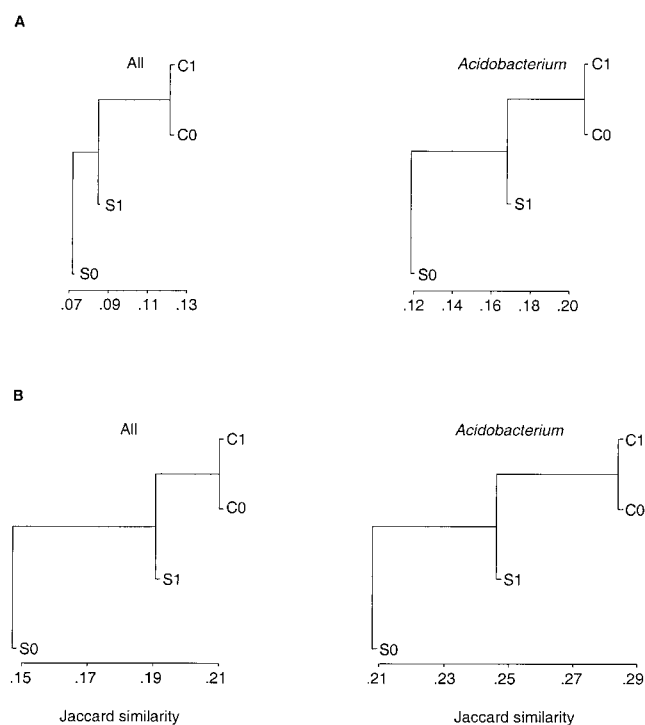 A
All
C1
C0
S1
S0
.07 .09 .11 .13
Acidobacterium
C1
C0
S1
S0
.12 .14 .16 .18 .20
B
All
C1
C0
S1
S0
.15 .17 .19 .21
Jaccard similarity
Acidobacterium
C1
C0
S1
S0
.21 .23 .25 .27 .29
Jaccard similarity